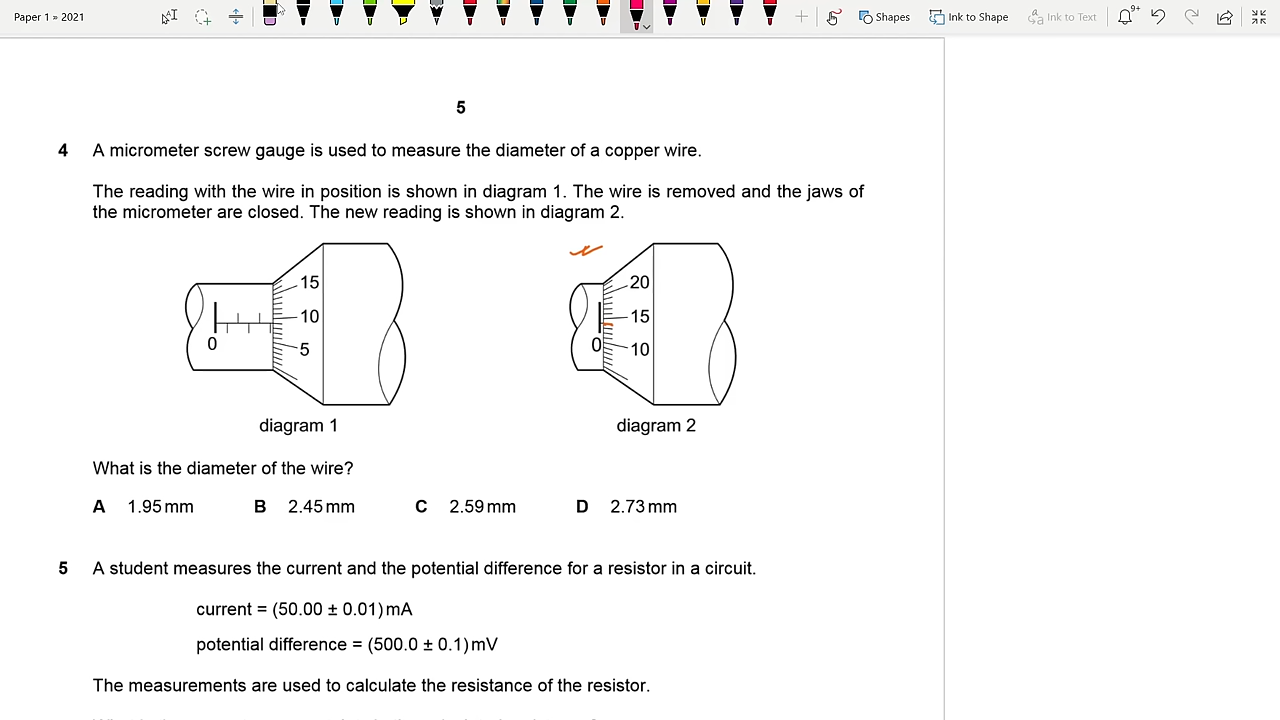 Paper 1 » 2021
Shapes
Ink to Shape
Ink to Text
9+
5
4 A micrometer screw gauge is used to measure the diameter of a copper wire.
The reading with the wire in position is shown in diagram 1. The wire is removed and the jaws of
the micrometer are closed. The new reading is shown in diagram 2.
15
10
5
0
diagram 1
20
15
10
0
diagram 2
What is the diameter of the wire?
A 1.95 mm B 2.45 mm C 2.59 mm D 2.73 mm
5 A student measures the current and the potential difference for a resistor in a circuit.
current = (50.00 ± 0.01) mA
potential difference = (500.0 ± 0.1) mV
The measurements are used to calculate the resistance of the resistor.